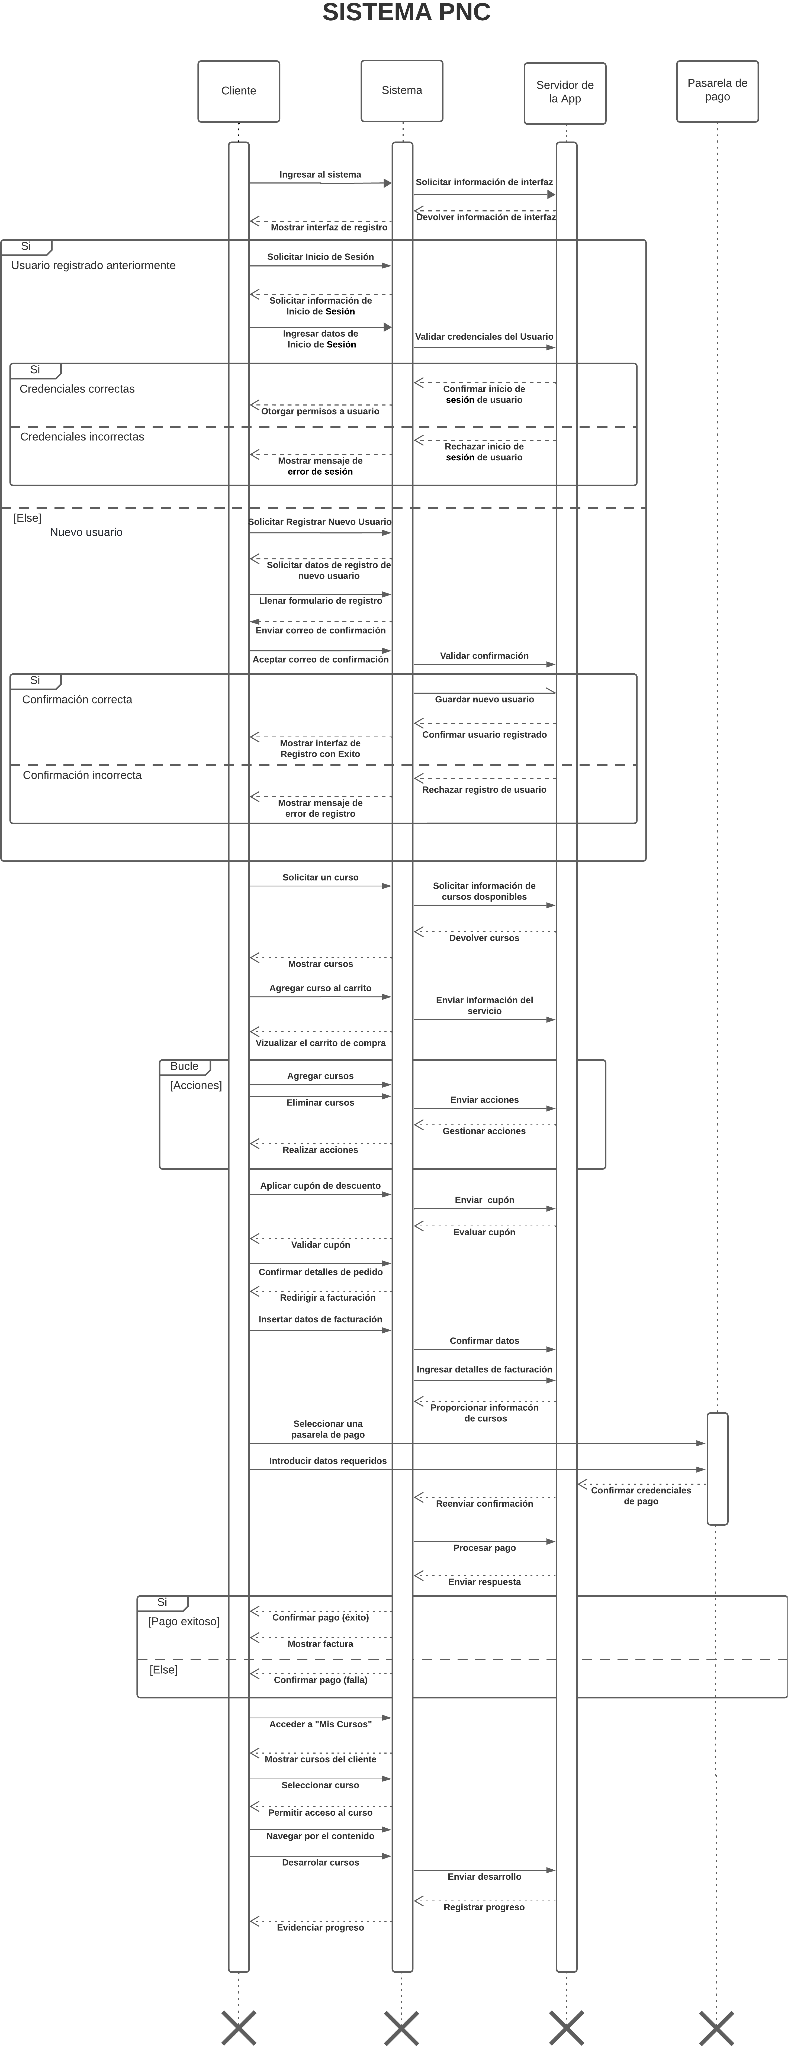 SISTEMA PNC
Cliente
Sistema
Servidor de
la App
Pasarela de
pago
Ingresar al sistema
Solicitar información de interfaz
Devolver información de interfaz
Mostrar interfaz de registro
Si
Usuario registrado anteriormente
Solicitar Inicio de Sesión
Solicitar información de
Inicio de Sesión
Ingresar datos de
Inicio de Sesión
Validar credenciales del Usuario
Si
Credenciales correctas
Confirmar inicio de
sesión de usuario
Otorgar permisos a usuario
Credenciales incorrectas
Rechazar inicio de
sesión de usuario
Mostrar mensaje de
error de sesión
[Else]
Nuevo usuario
Solicitar Registrar Nuevo Usuario
Solicitar datos de registro de
nuevo usuario
Llenar formulario de registro
Enviar correo de confirmación
Aceptar correo de confirmación
Validar confirmación
Si
Confirmación correcta
Guardar nuevo usuario
Confirmar usuario registrado
Mostrar interfaz de
Registro con Exito
Confirmación incorrecta
Rechazar registro de usuario
Mostrar mensaje de
error de registro
Solicitar un curso
Solicitar información de
cursos dosponibles
Devolver cursos
Mostrar cursos
Agregar curso al carrito
Enviar información del
servicio
Vizualizar el carrito de compra
Bucle
[Acciones]
Agregar cursos
Eliminar cursos
Enviar acciones
Gestionar acciones
Realizar acciones
Aplicar cupón de descuento
Enviar cupón
Evaluar cupón
Validar cupón
Confirmar detalles de pedido
Redirigir a facturación
Insertar datos de facturación
Confirmar datos
Ingresar detalles de facturación
Proporcionar informacón
de cursos
Seleccionar una
pasarela de pago
Introducir datos requeridos
Confirmar credenciales
de pago
Reenviar confirmación
Procesar pago
Enviar respuesta
Si
[Pago exitoso]
Confirmar pago (éxito)
Mostrar factura
[Else]
Confirmar pago (falla)
Acceder a "Mis Cursos"
Mostrar cursos del cliente
Seleccionar curso
Permitir acceso al curso
Navegar por el contenido
Desarrolar cursos
Enviar desarrollo
Registrar progreso
Evidenciar progreso